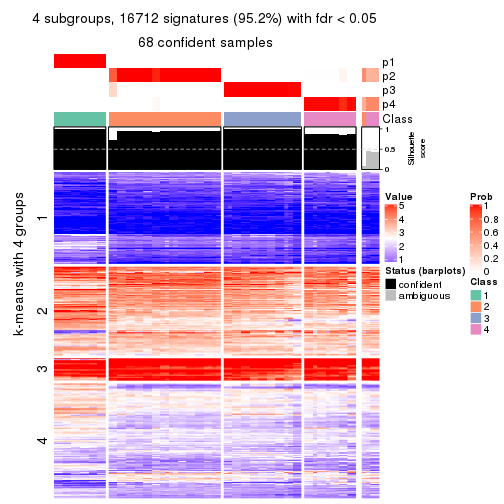 4 subgroups, 16712 signatures (95.2%) with fdr < 0.05
68 confident samples
p1
p2
p3
p4
Class
1
0.5
0
Silhouette
score
k-means with 4 groups
1
2
3
4
Value
5
4
3
2
1
Status (barplots)
confident
ambiguous
Prob
1
0.8
0.6
0.4
0.2
0
Class
1
2
3
4